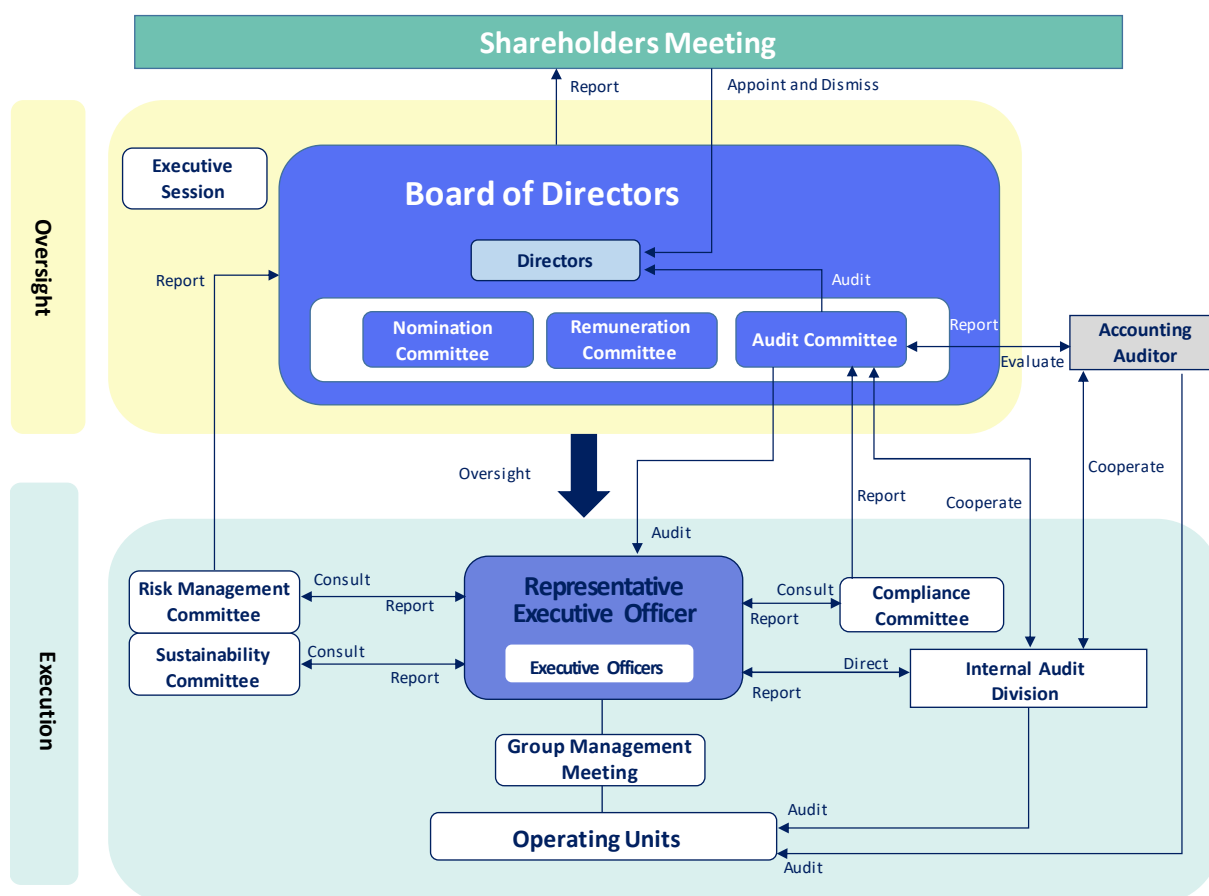 Shareholders Meeting
Report
Appoint and Dismiss
Oversight
Executive
Session
Board of Directors
Directors
Report
Audit
Nomination
Committee
Remuneration
Committee
Audit Committee
Report
Evaluate
Accounting
Auditor
Oversight
Report
Cooperate
Cooperate
Audit
Execution
Risk Management
Committee
Consult
Report
Sustainability
Committee
Consult
Report
Representative
Executive Officer
Executive Officers
Consult
Report
Compliance
Committee
Direct
Report
Internal Audit
Division
Group Management
Meeting
Operating Units
Audit
Audit